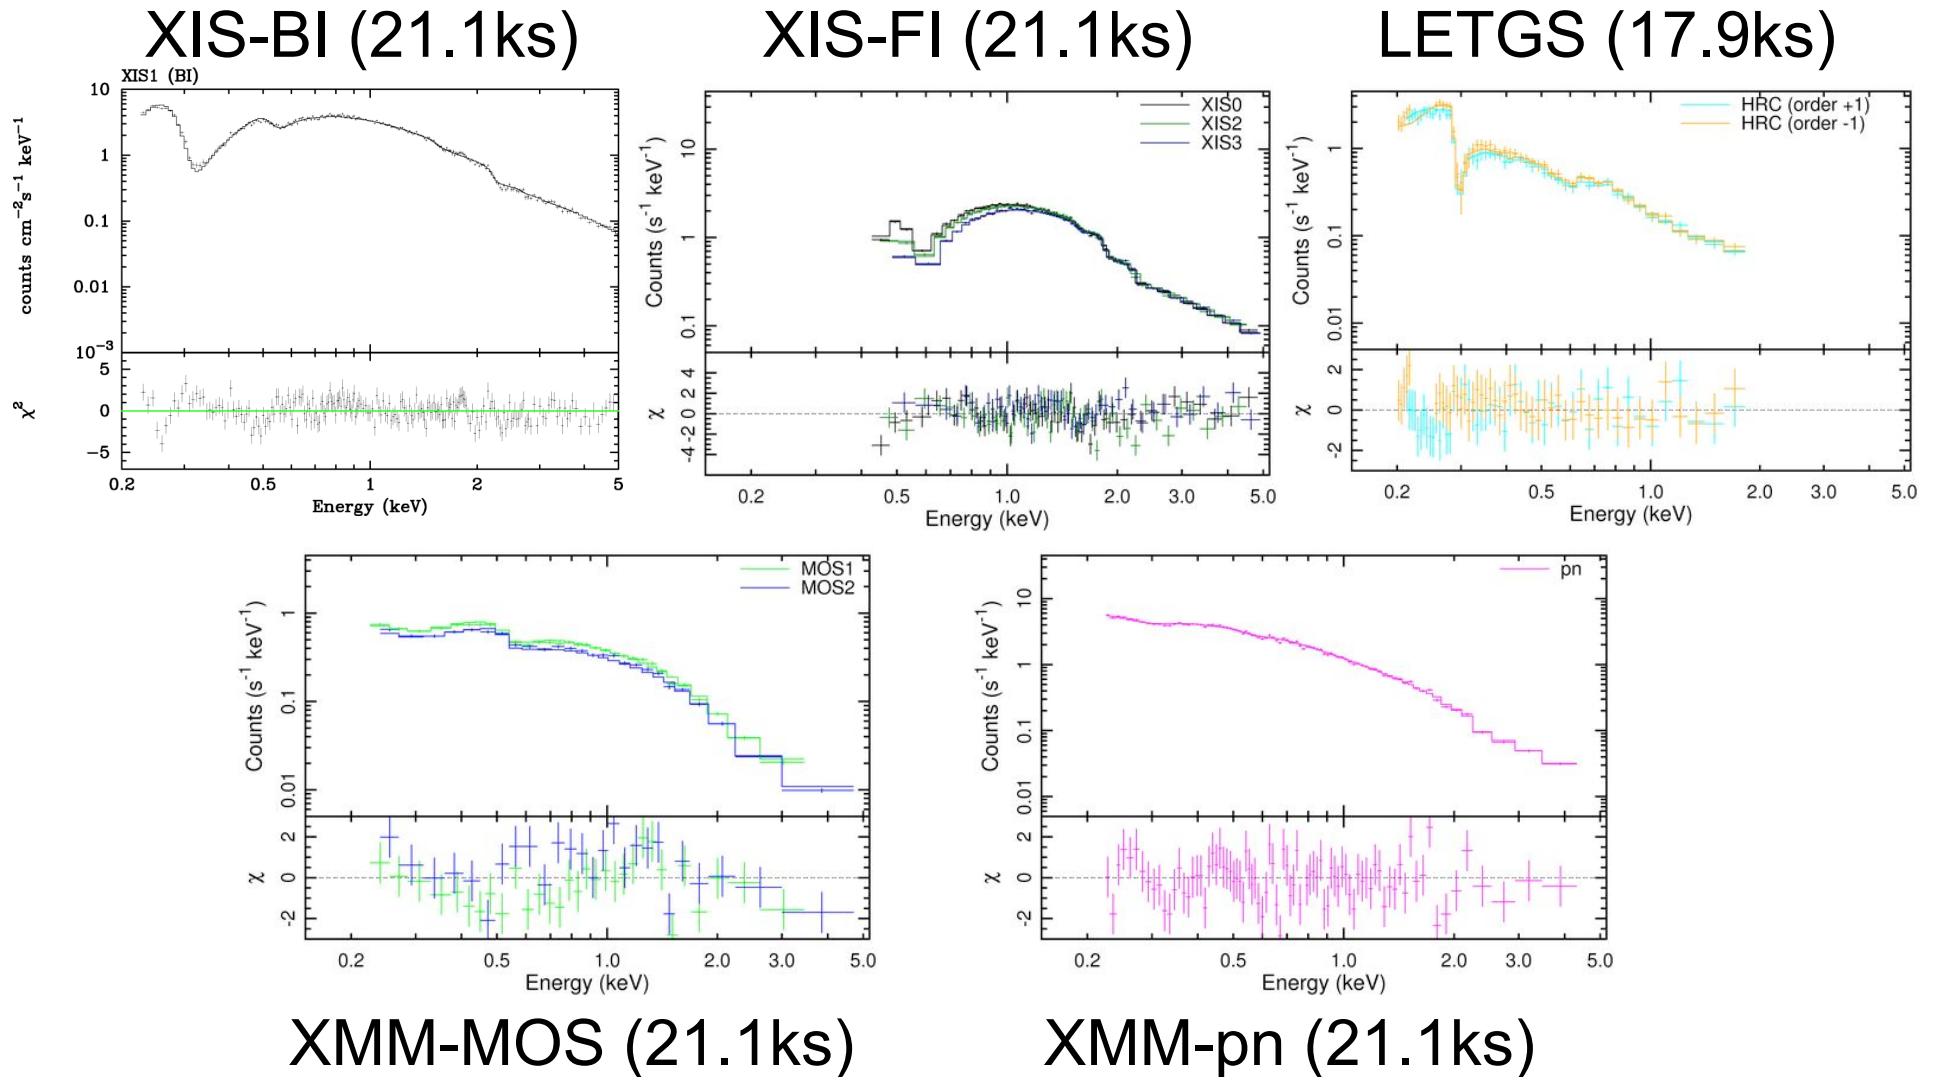 XIS-BI (21.1ks)
XIS-FI (21.1ks)
LETGS (17.9ks)
XIS1 (BI)
counts cm−2s−1 keV−1
10
1
0.1
0.01
10−3
χ2
5
0
−5
0.2
0.5
1
2
5
Energy (keV)
XIS0
XIS2
XIS3
Counts (s-1 keV-1)
10
1
0.1
χ
4
2
0
-2
-4
0.2
0.5
1.0
2.0
3.0
5.0
Energy (keV)
HRC (order +1)
HRC (order -1)
Counts (s-1 keV-1)
1
0.1
0.01
χ
2
0
-2
0.2
0.5
1.0
2.0
3.0
5.0
Energy (keV)
MOS1
MOS2
Counts (s-1 keV-1)
1
0.1
0.01
χ
2
0
-2
0.2
0.5
1.0
2.0
3.0
5.0
Energy (keV)
pn
Counts (s-1 keV-1)
10
1
0.1
0.01
χ
2
0
-2
0.2
0.5
1.0
2.0
3.0
5.0
Energy (keV)
XMM-MOS (21.1ks)
XMM-pn (21.1ks)